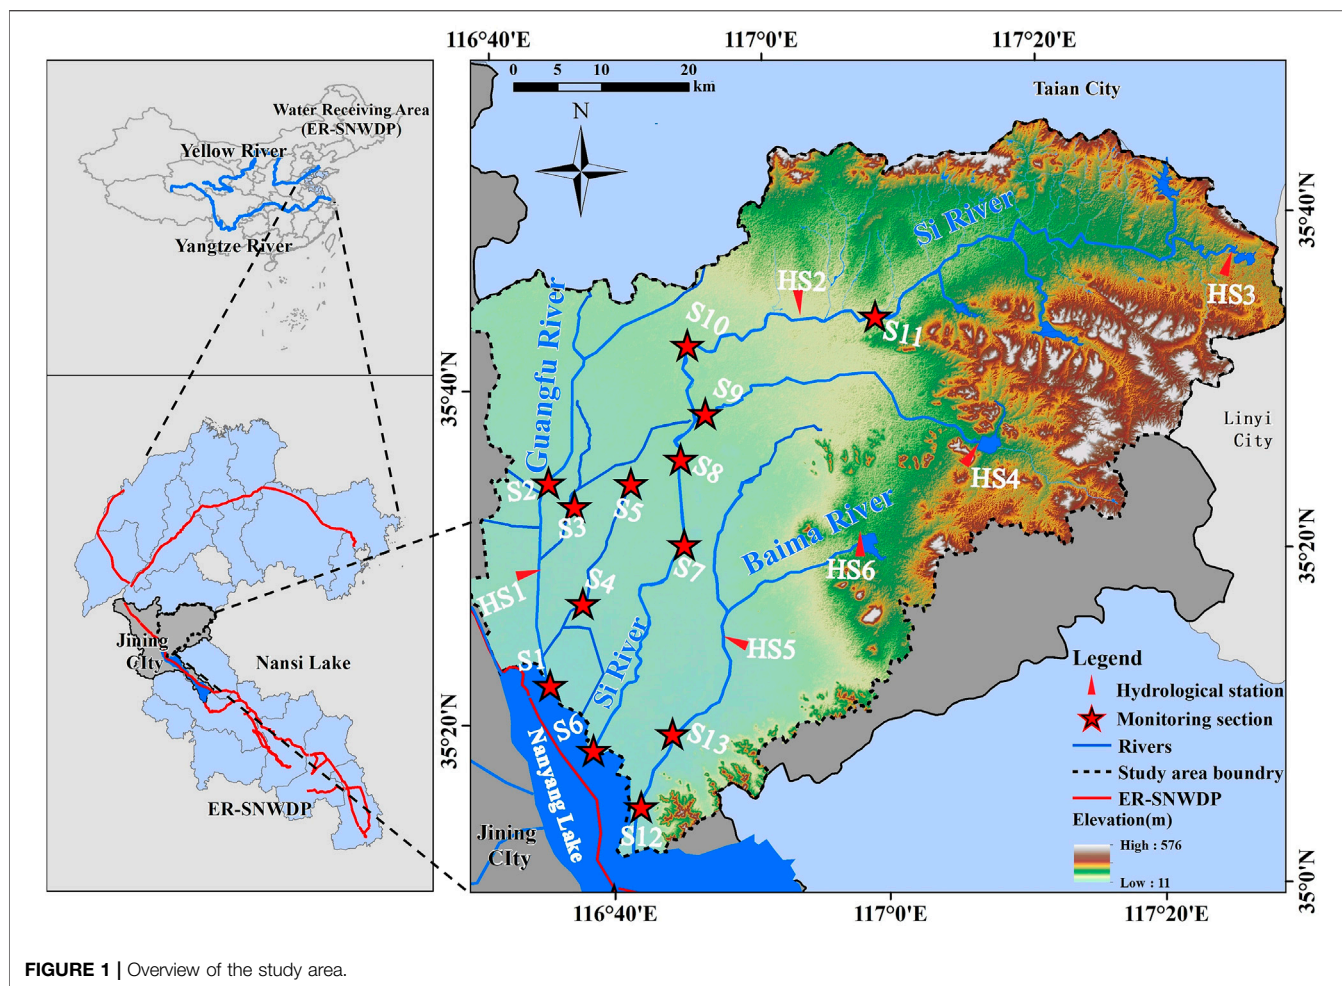 116°40'E
117°0'E
117°20'E
0 5 10 20
km
N
Taian City
Water Receiving Area
(ER-SNWDP)
Yellow River
Yangtze River
35°40'N
Si River
HS2
HS3
S10
S11
Guangfu River
35°40'N
S9
Linyi
City
S8
HS4
S2
S3
S5
Baima River
35°20'N
S7
HS6
HS1
S4
Jining
CIty
Nansi Lake
S1
Si River
HS5
Legend
Hydrological station
Monitoring section
Rivers
Study area boundry
ER-SNWDP
Elevation(m)
High : 576
Low : 11
35°20'N
S6
S13
Nanyang Lake
ER-SNWDP
S12
Jining
CIty
35°0'N
116°40'E
117°0'E
117°20'E
FIGURE 1 | Overview of the study area.